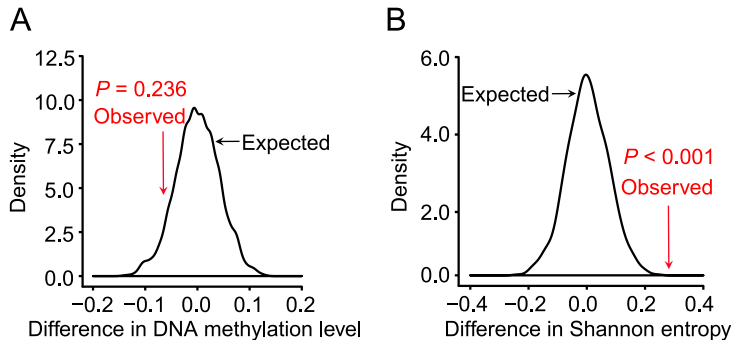 A
12.5
10.0
7.5
5.0
2.5
0.0
Density
P = 0.236
Observed
Expected
−0.2 −0.1 0.0 0.1 0.2
Difference in DNA methylation level
B
6.0
4.0
2.0
0.0
Density
Expected
P < 0.001
Observed
−0.4 −0.2 0.0 0.2 0.4
Difference in Shannon entropy